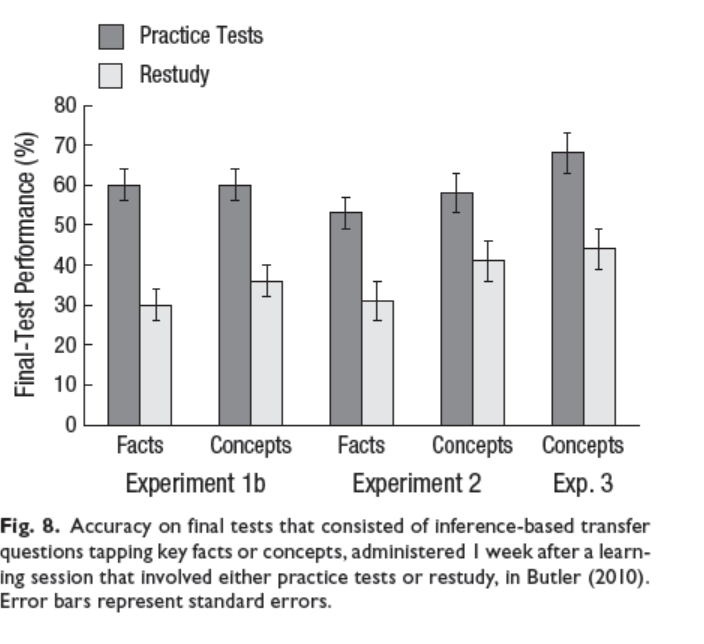 Practice Tests
Restudy
Final-Test Performance (%)
80
70
60
50
40
30
20
10
0
Facts Concepts Facts Concepts Concepts
Experiment 1b Experiment 2 Exp. 3
Fig. 8. Accuracy on final tests that consisted of inference-based transfer
questions tapping key facts or concepts, administered 1 week after a learn-
ing session that involved either practice tests or restudy, in Butler (2010).
Error bars represent standard errors.